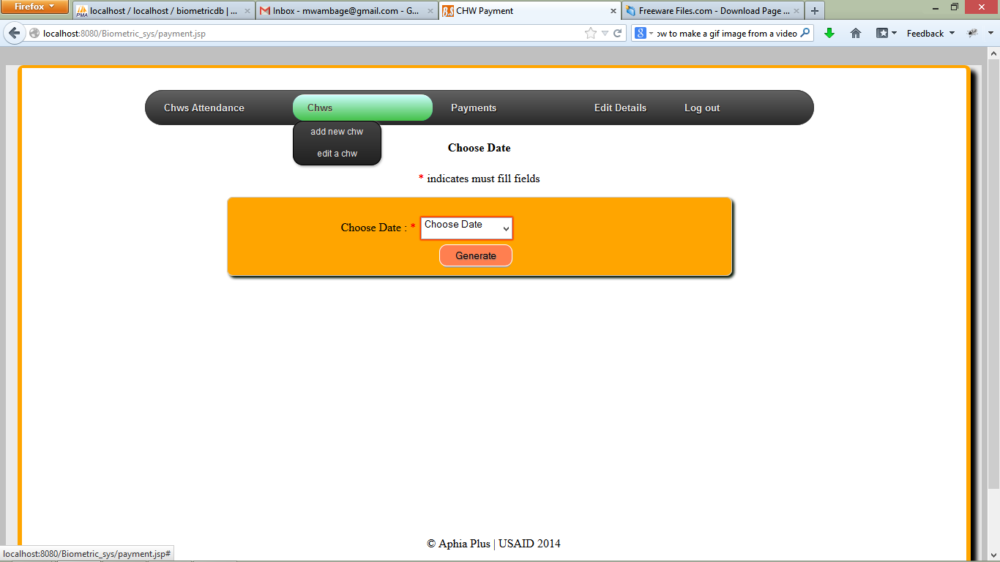 Firefox
localhost / localhost / biometricdb | ...
Inbox - mwambage@gmail.com - G...
CHW Payment
Freeware Files.com - Download Page ...
localhost:8080/Biometric_sys/payment.jsp
ow to make a gif image from a video
Feedback
Chws Attendance
Chws
Payments
Edit Details
Log out
add new chw
edit a chw
Choose Date
* indicates must fill fields
Choose Date : * Choose Date
Generate
© Aphia Plus | USAID 2014
localhost:8080/Biometric_sys/payment.jsp#